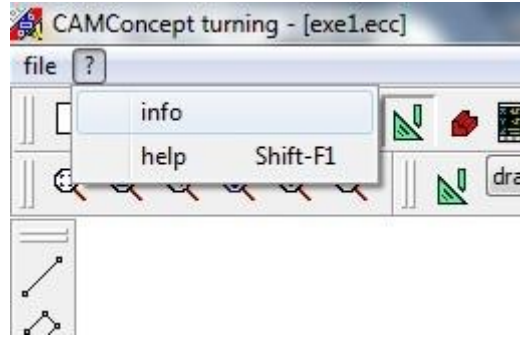 CAMConcept turning - [exe1.ecc]
file ?
info
help Shift-F1
dra